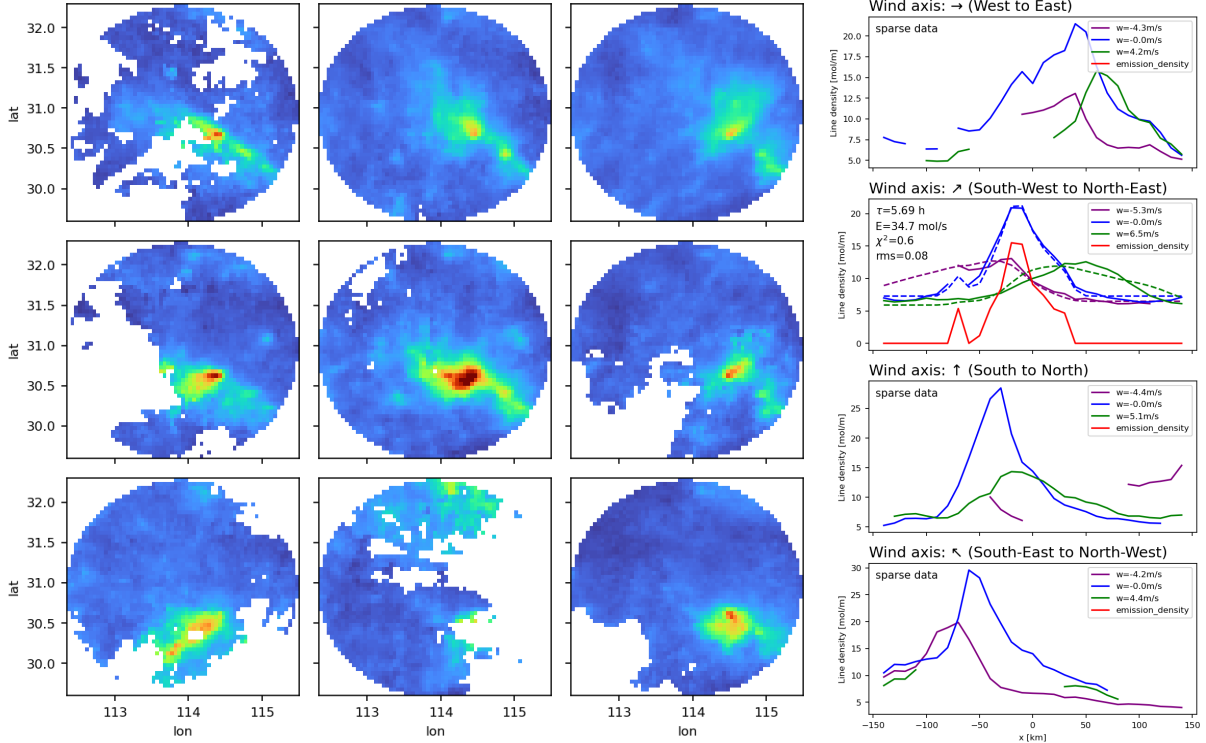 32.0
31.5
31.0
30.5
30.0
lat
32.0
31.5
31.0
30.5
30.0
lat
32.0
31.5
31.0
30.5
30.0
lat
113 114 115
lon
113 114 115
lon
113 114 115
lon
Wind axis: → (West to East)
sparse data
w=-4.3m/s
w=-0.0m/s
w=4.2m/s
emission_density
20.0
17.5
15.0
12.5
10.0
7.5
5.0
Line density [mol/m]
Wind axis: ↗ (South-West to North-East)
τ=5.69 h
E=34.7 mol/s
χ²=0.6
rms=0.08
w=-5.3m/s
w=-0.0m/s
w=6.5m/s
emission_density
20
15
10
5
0
Line density [mol/m]
Wind axis: ↑ (South to North)
sparse data
w=-4.4m/s
w=-0.0m/s
w=5.1m/s
emission_density
25
20
15
10
5
Line density [mol/m]
Wind axis: ↖ (South-East to North-West)
sparse data
w=-4.2m/s
w=-0.0m/s
w=4.4m/s
emission_density
30
25
20
15
10
5
Line density [mol/m]
−150 −100 −50 0 50 100 150
x [km]